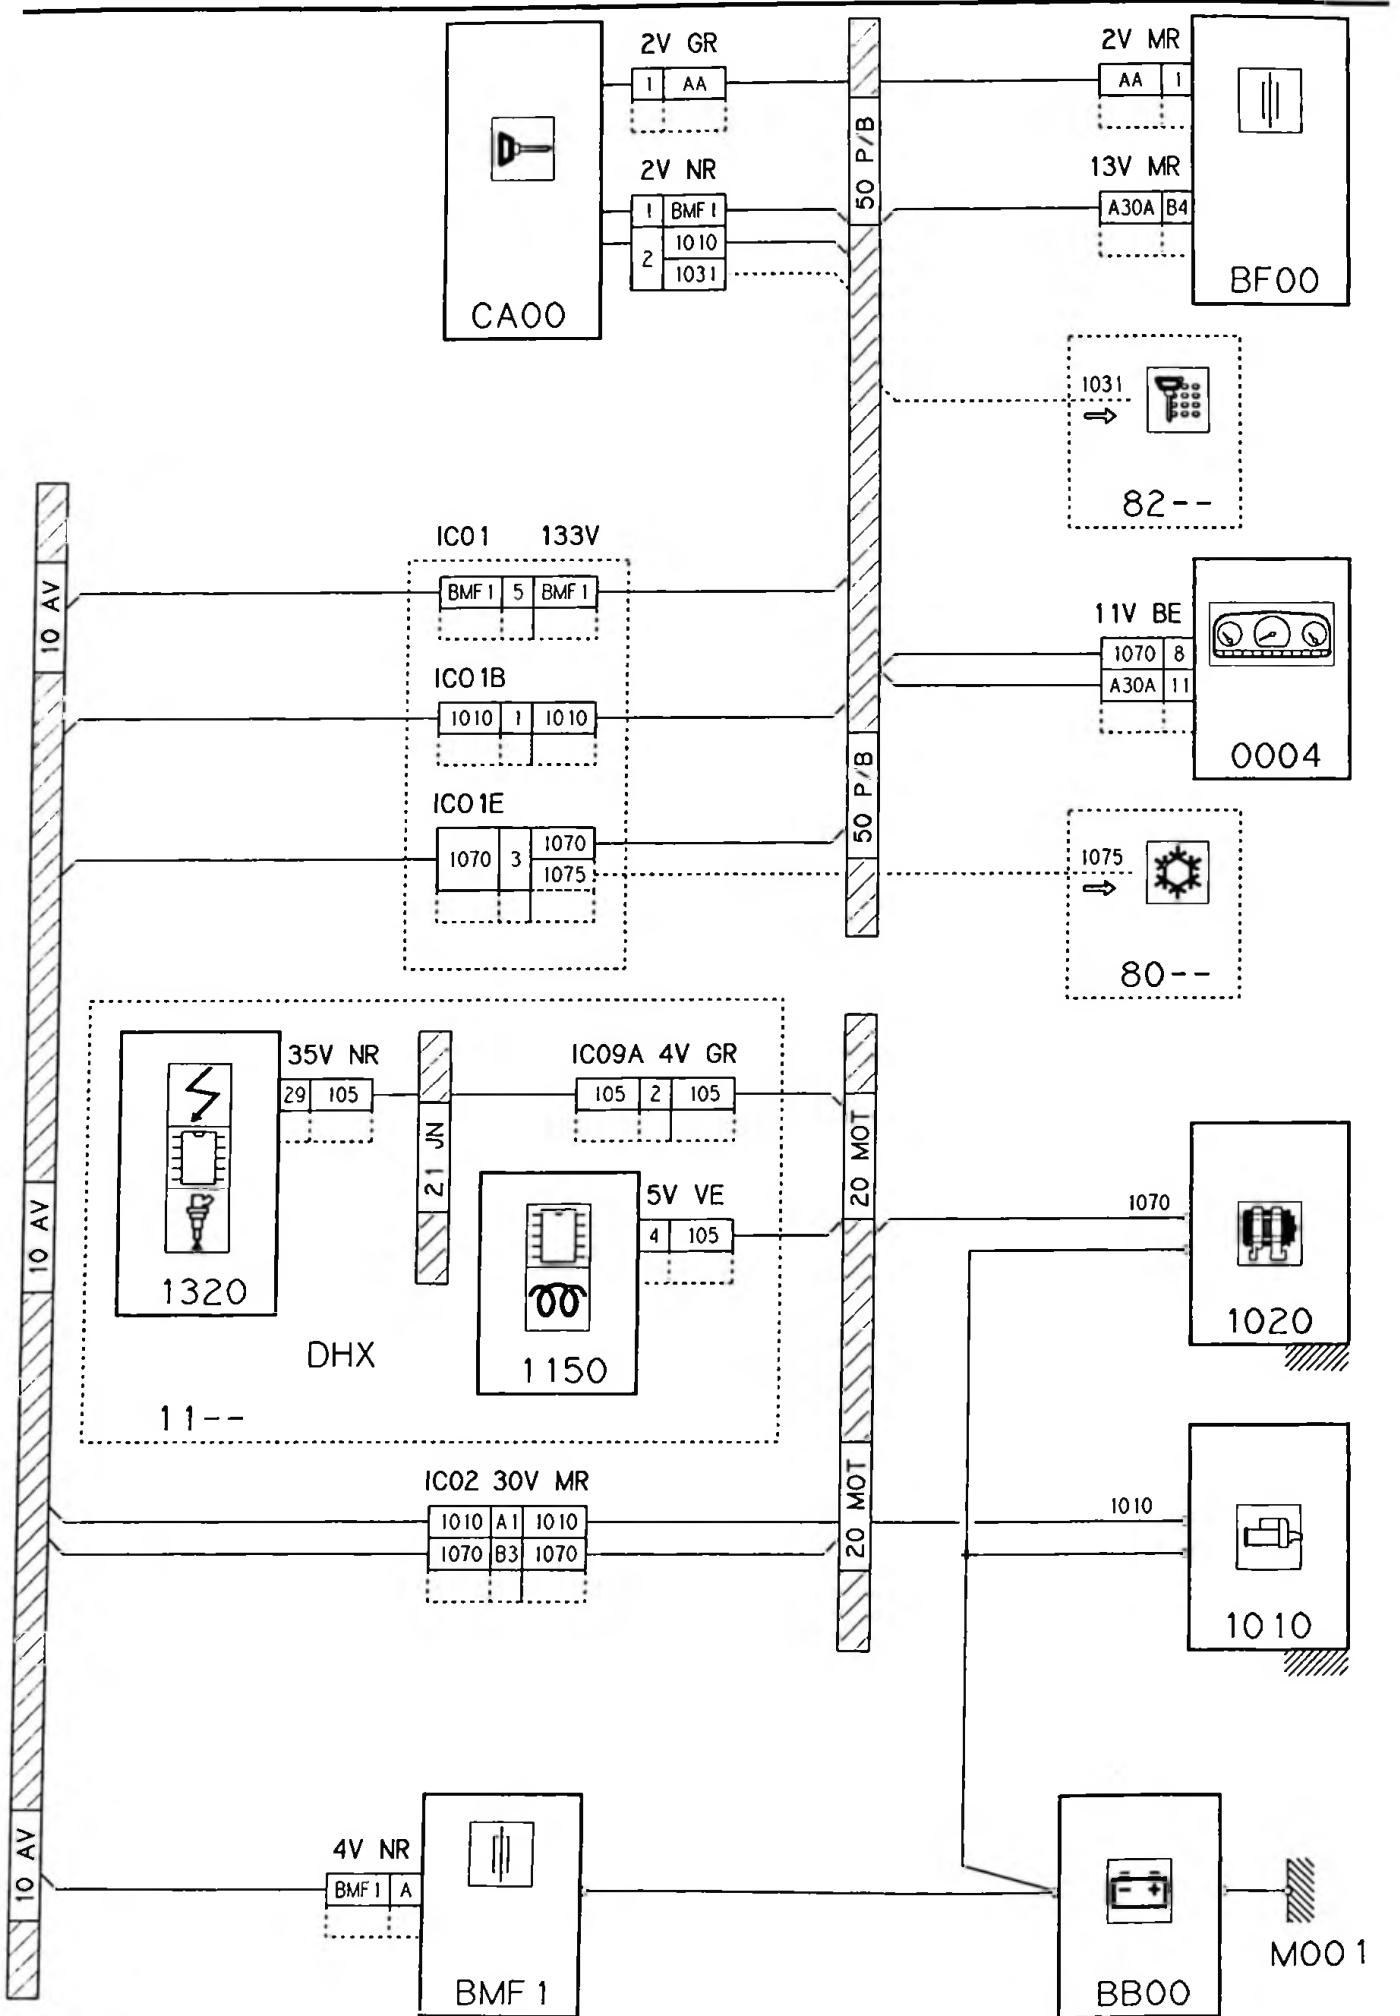 2V GR
1 AA
2V MR
AA 1
2V NR
1 BMF1
2 1010
1031
50 P/B
13V MR
A30A B4
CA00
BF00
1031
82--
10 AV
IC01 133V
BMF1 5 BMF1
IC01B
1010 1 1010
IC01E
1070 3 1070
1075
11V BE
1070 8
A30A 11
0004
50 P/B
1075
80--
35V NR
29 105
21 JN
IC09A 4V GR
105 2 105
20 MOT
10 AV
1320
5V VE
4 105
1150
DHX
11--
1070
1020
IC02 30V MR
1010 A1 1010
1070 B3 1070
20 MOT
1010
1010
10 AV
4V NR
BMF1 A
BMF1
- +
BB00
M001